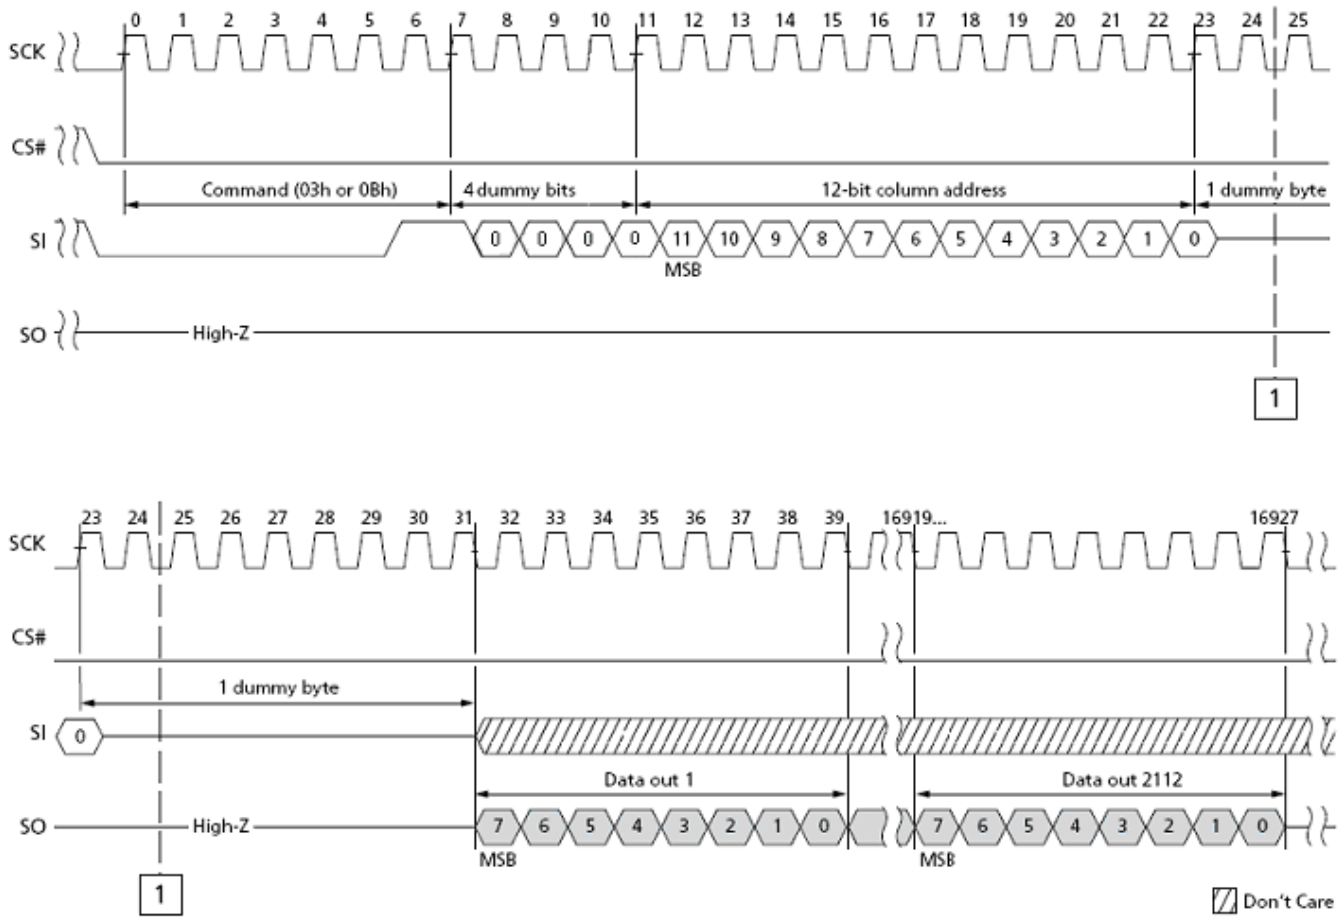 0 1 2 3 4 5 6 7 8 9 10 11 12 13 14 15 16 17 18 19 20 21 22 23 24 25
SCK
CS#
Command (03h or 0Bh) 4 dummy bits 12-bit column address 1 dummy byte
SI 0 0 0 0 11 10 9 8 7 6 5 4 3 2 1 0
MSB
SO High-Z
1
23 24 25 26 27 28 29 30 31 32 33 34 35 36 37 38 39 16919... 16927
SCK
CS#
1 dummy byte
SI 0
Data out 1 Data out 2112
SO High-Z 7 6 5 4 3 2 1 0 7 6 5 4 3 2 1 0
MSB MSB
1
Don't Care